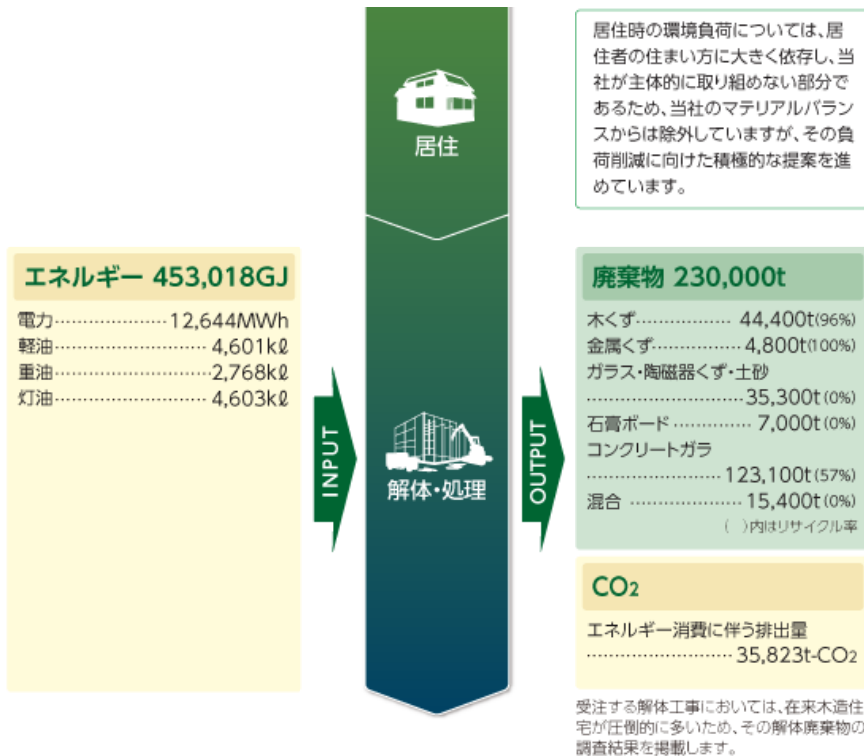 居住
居住時の環境負荷については、居
住者の住まい方に大きく依存し、当
社が主体的に取り組めない部分で
あるため、当社のマテリアルバラン
スからは除外していますが、その負
荷削減に向けた積極的な提案を進
めています。
エネルギー 453,018GJ
電力…………………12,644MWh
軽油……………………… 4,601kℓ
重油………………………2,768kℓ
灯油……………………… 4,603kℓ
INPUT
解体・処理
OUTPUT
廃棄物 230,000t
木くず……………… 44,400t(96%)
金属くず……………… 4,800t(100%)
ガラス・陶磁器くず・土砂
………………………35,300t(0%)
石膏ボード…………… 7,000t(0%)
コンクリートガラ
……………………123,100t(57%)
混合 ………………… 15,400t(0%)
( )内はリサイクル率
CO2
エネルギー消費に伴う排出量
……………………… 35,823t-CO2
受注する解体工事においては、在来木造住
宅が圧倒的に多いため、その解体廃棄物の
調査結果を掲載します。